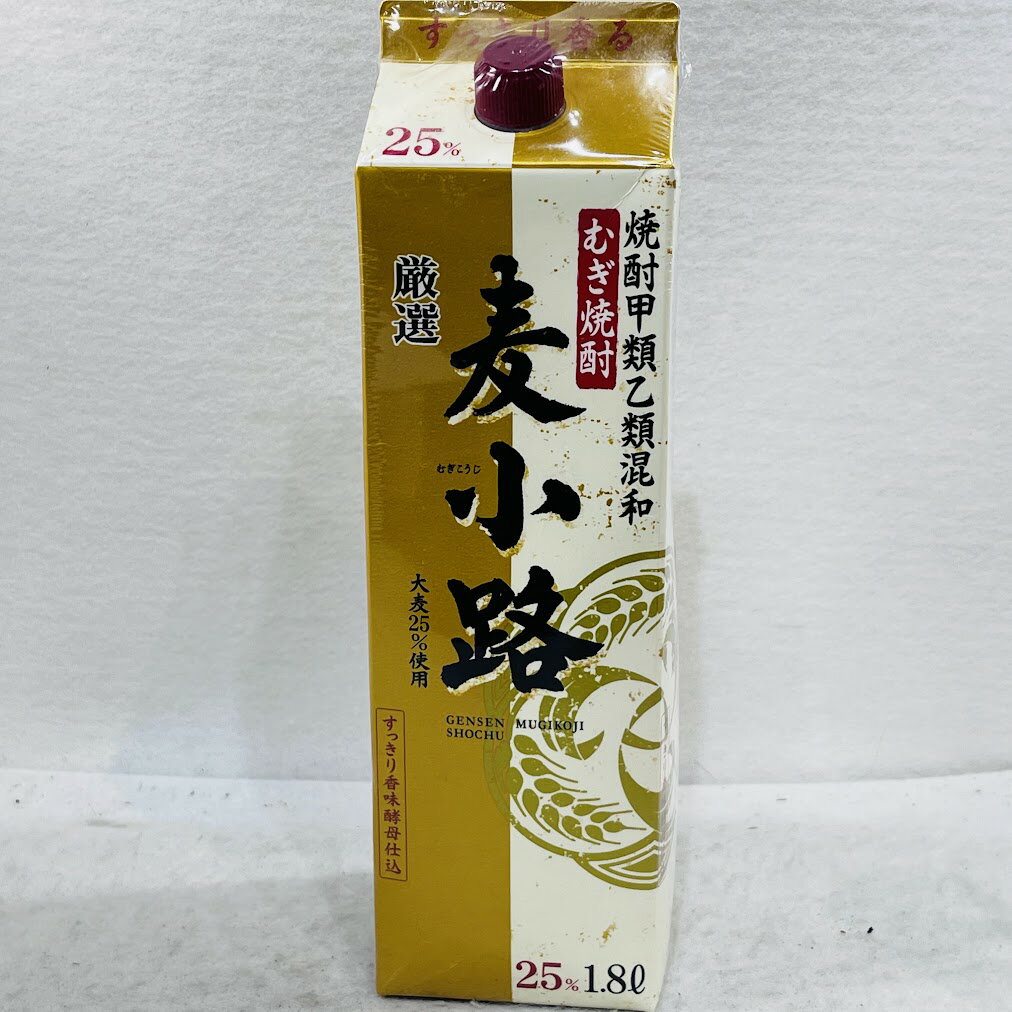 すっきり香る
25%
焼酎甲類乙類混和
むぎ焼酎
厳選
麦小路
むぎこうじ
大麦25%使用
GENSEN MUGIKOJI
SHOCHU
すっきり香味酵母仕込
25% 1.8ℓ